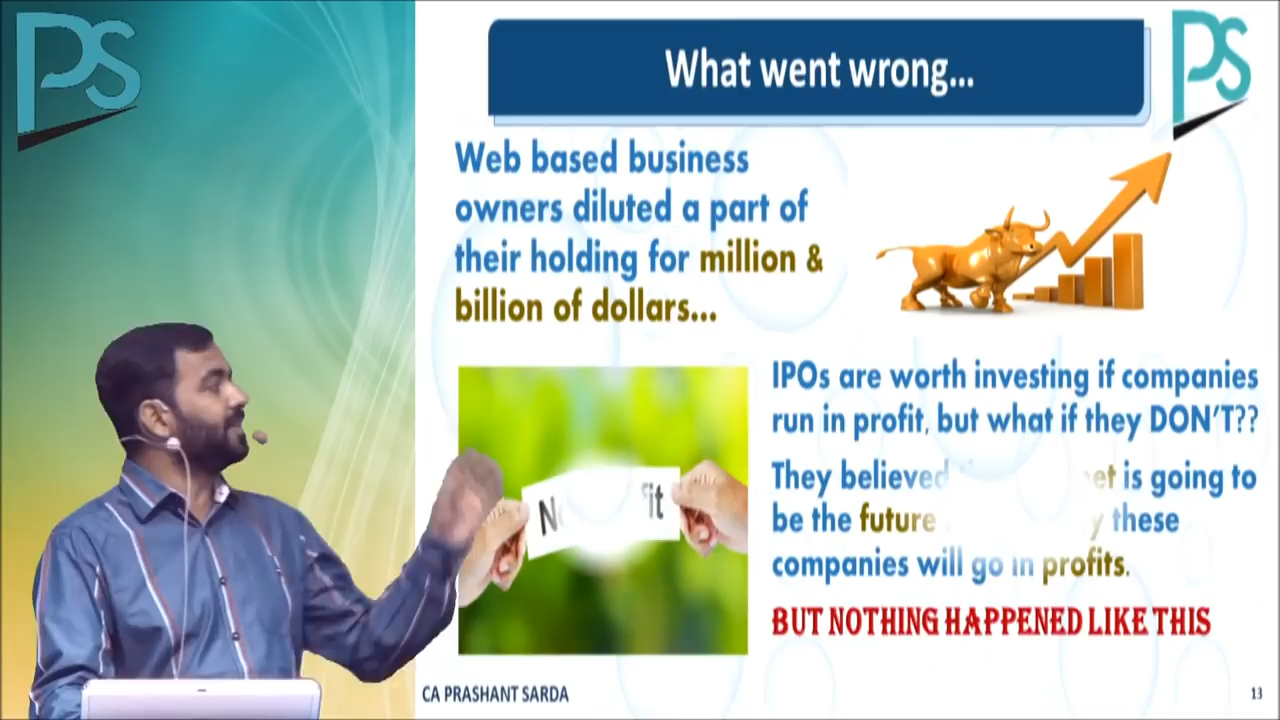 PS
What went wrong...
PS
Web based business
owners diluted a part of
their holding for million &
billion of dollars...
IPOs are worth investing if companies
run in profit, but what if they DON'T??
They believed is going to
be the future these
companies will go in profits.
BUT NOTHING HAPPENED LIKE THIS
CA PRASHANT SARDA
13